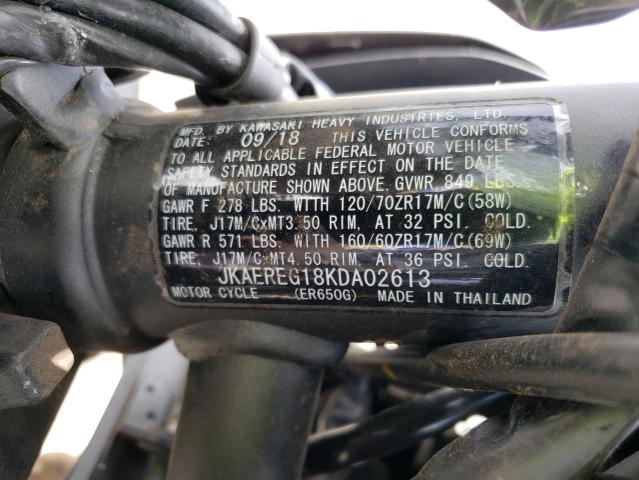 MFD. BY KAWASAKI HEAVY INDUSTRIES, LTD.
DATE: 09/18 THIS VEHICLE CONFORMS
TO ALL APPLICABLE FEDERAL MOTOR VEHICLE
SAFETY STANDARDS IN EFFECT ON THE DATE
OF MANUFACTURE SHOWN ABOVE. GVWR 849 LBS.
GAWR F 278 LBS. WITH 120/70ZR17M/C(58W)
TIRE, J17M/CxMT3.50 RIM, AT 32 PSI. COLD.
GAWR R 571 LBS. WITH 160/60ZR17M/C(69W)
TIRE, J17M/CxMT4.50 RIM, AT 36 PSI. COLD.
JKAEREG18KDA02613
MOTOR CYCLE (ER650G) MADE IN THAILAND